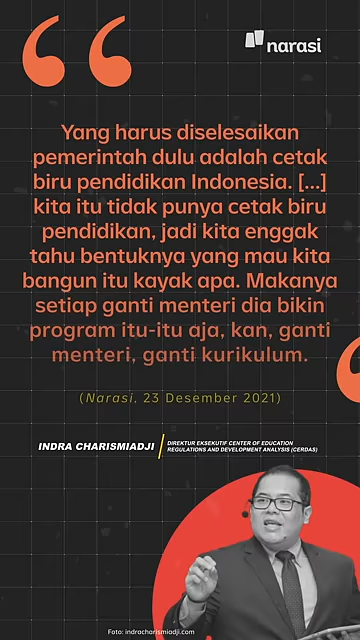 narasi
Yang harus diselesaikan
pemerintah dulu adalah cetak
biru pendidikan Indonesia. [...]
kita itu tidak punya cetak biru
pendidikan, jadi kita enggak
tahu bentuknya yang mau kita
bangun itu kayak apa. Makanya
setiap ganti menteri dia bikin
program itu-itu aja, kan, ganti
menteri, ganti kurikulum.
(Narasi, 23 Desember 2021)
INDRA CHARISMIADJI
DIREKTUR EKSEKUTIF CENTER OF EDUCATION
REGULATIONS AND DEVELOPMENT ANALYSIS (CERDAS)
Foto: indracharismiadji.com